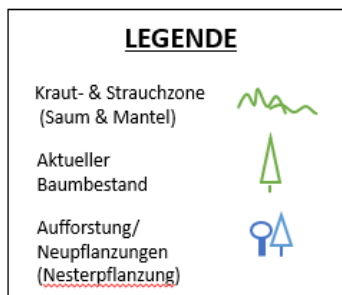 LEGENDE
Kraut- & Strauchzone
(Saum & Mantel)
Aktueller
Baumbestand
Aufforstung/
Neupflanzungen
(Nesterpflanzung)